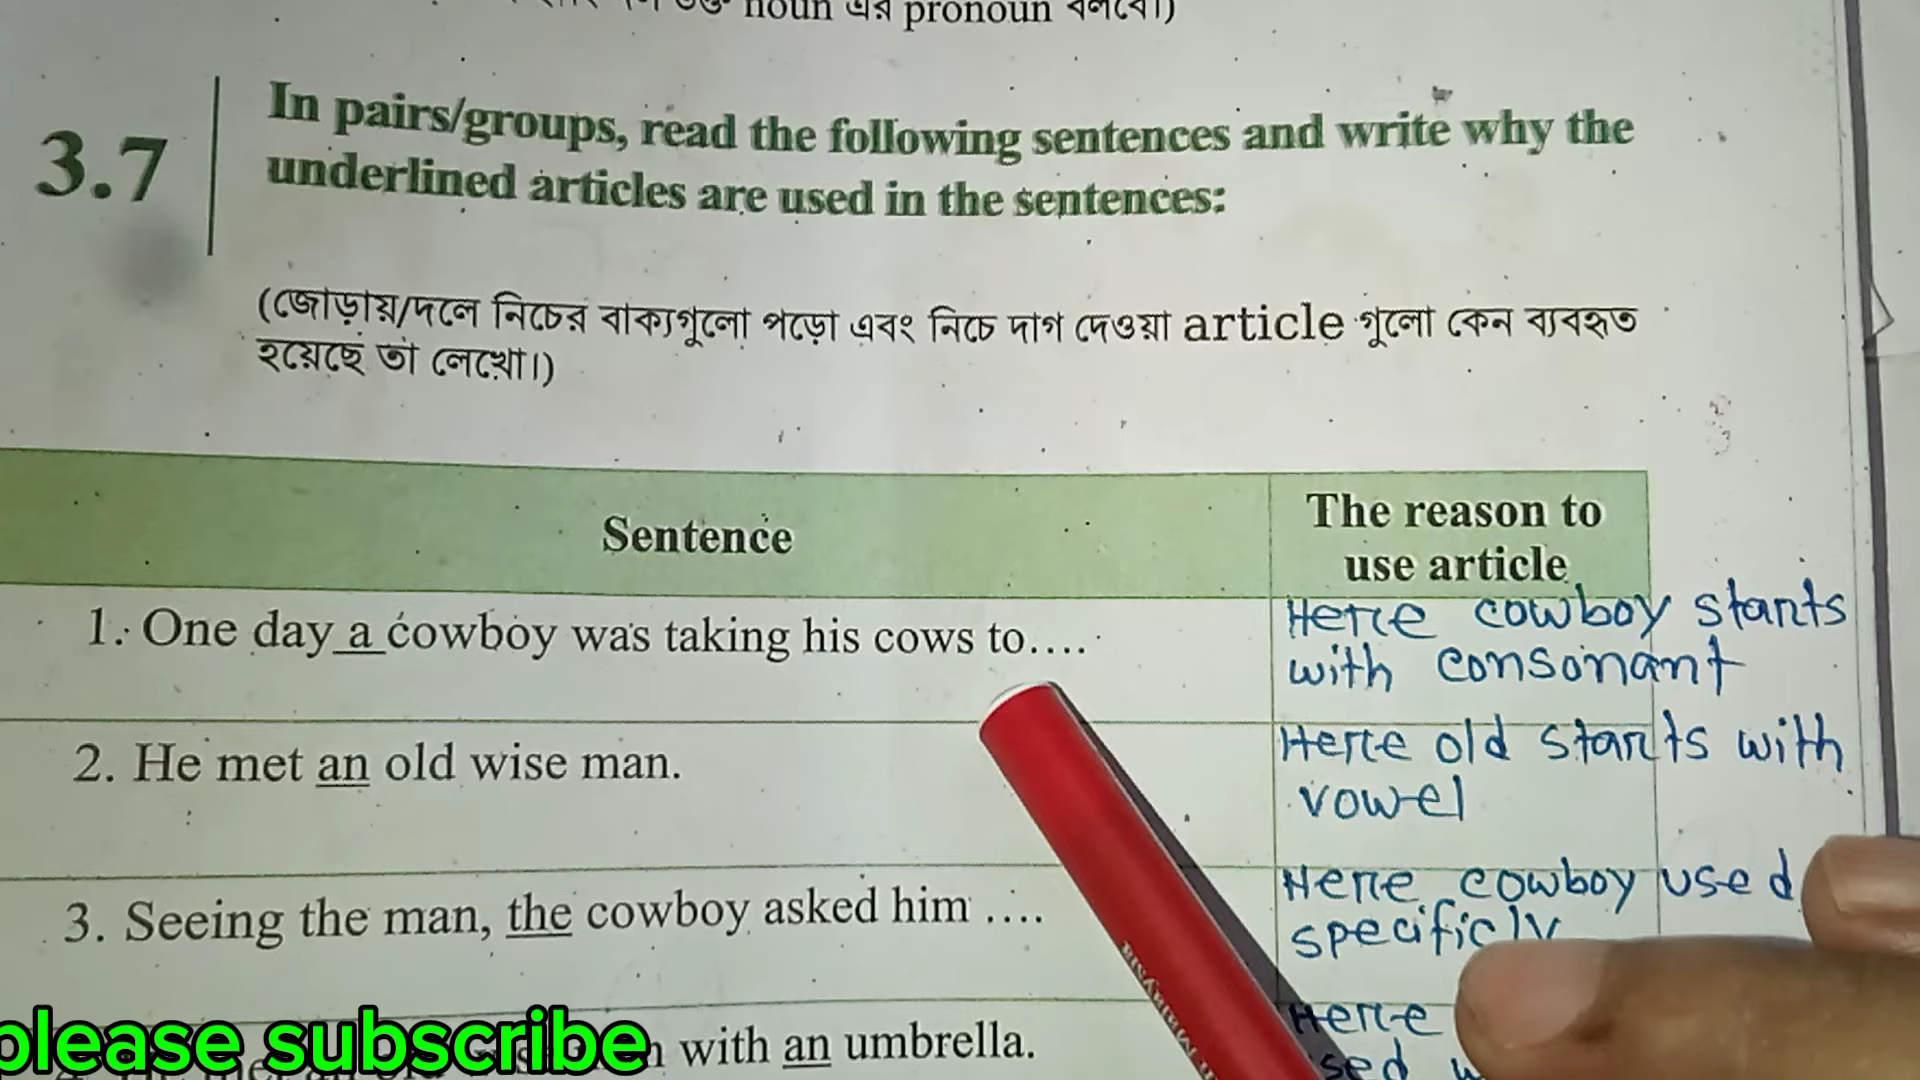 noun এর pronoun বলবে।)
3.7
In pairs/groups, read the following sentences and write why the
underlined articles are used in the sentences:
(জোড়ায়/দলে নিচের বাক্যগুলো পড়ো এবং নিচে দাগ দেওয়া article গুলো কেন ব্যবহৃত
হয়েছে তা লেখো।)
Sentence
The reason to
use article
1. One day a cowboy was taking his cows to....
Here cowboy starts
with consonant
2. He met an old wise man.
Here old starts with
vowel
3. Seeing the man, the cowboy asked him ....
Here cowboy used
specificly
with an umbrella.
Here
please subscribe